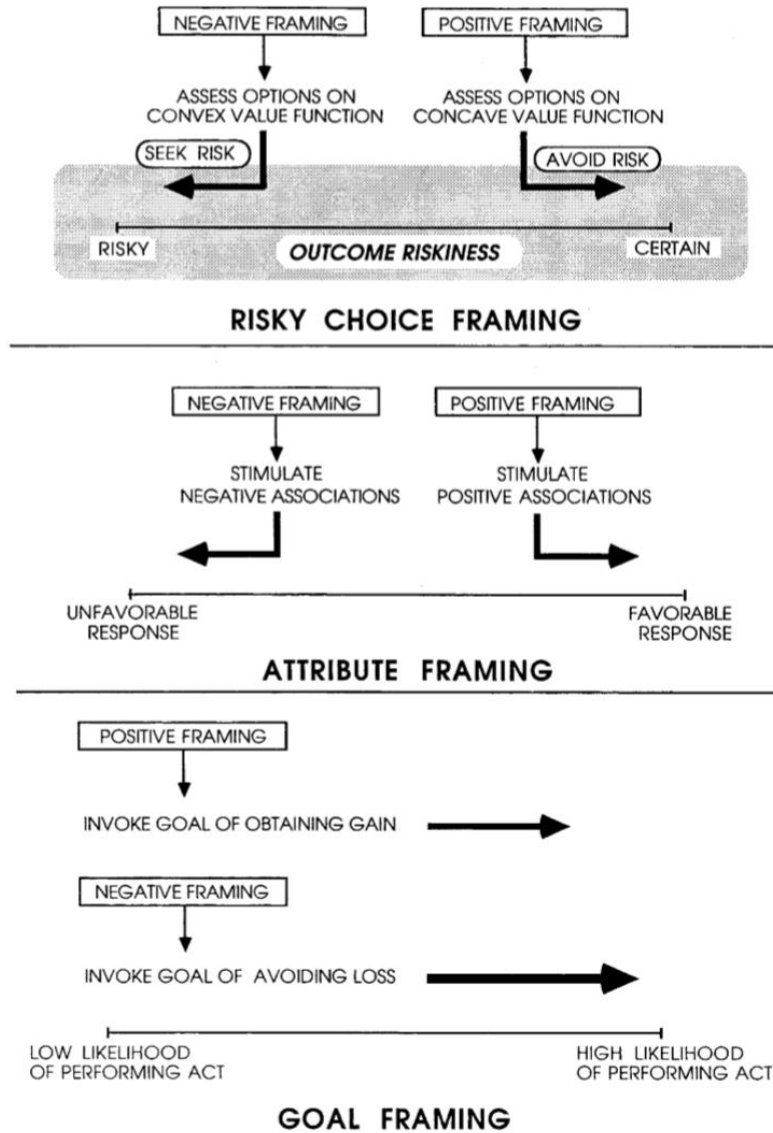 NEGATIVE FRAMING
POSITIVE FRAMING
ASSESS OPTIONS ON
CONVEX VALUE FUNCTION
ASSESS OPTIONS ON
CONCAVE VALUE FUNCTION
SEEK RISK
AVOID RISK
RISKY
OUTCOME RISKINESS
CERTAIN
RISKY CHOICE FRAMING
NEGATIVE FRAMING
POSITIVE FRAMING
STIMULATE
NEGATIVE ASSOCIATIONS
STIMULATE
POSITIVE ASSOCIATIONS
UNFAVORABLE
RESPONSE
FAVORABLE
RESPONSE
ATTRIBUTE FRAMING
POSITIVE FRAMING
INVOKE GOAL OF OBTAINING GAIN
NEGATIVE FRAMING
INVOKE GOAL OF AVOIDING LOSS
LOW LIKELIHOOD
OF PERFORMING ACT
HIGH LIKELIHOOD
OF PERFORMING ACT
GOAL FRAMING